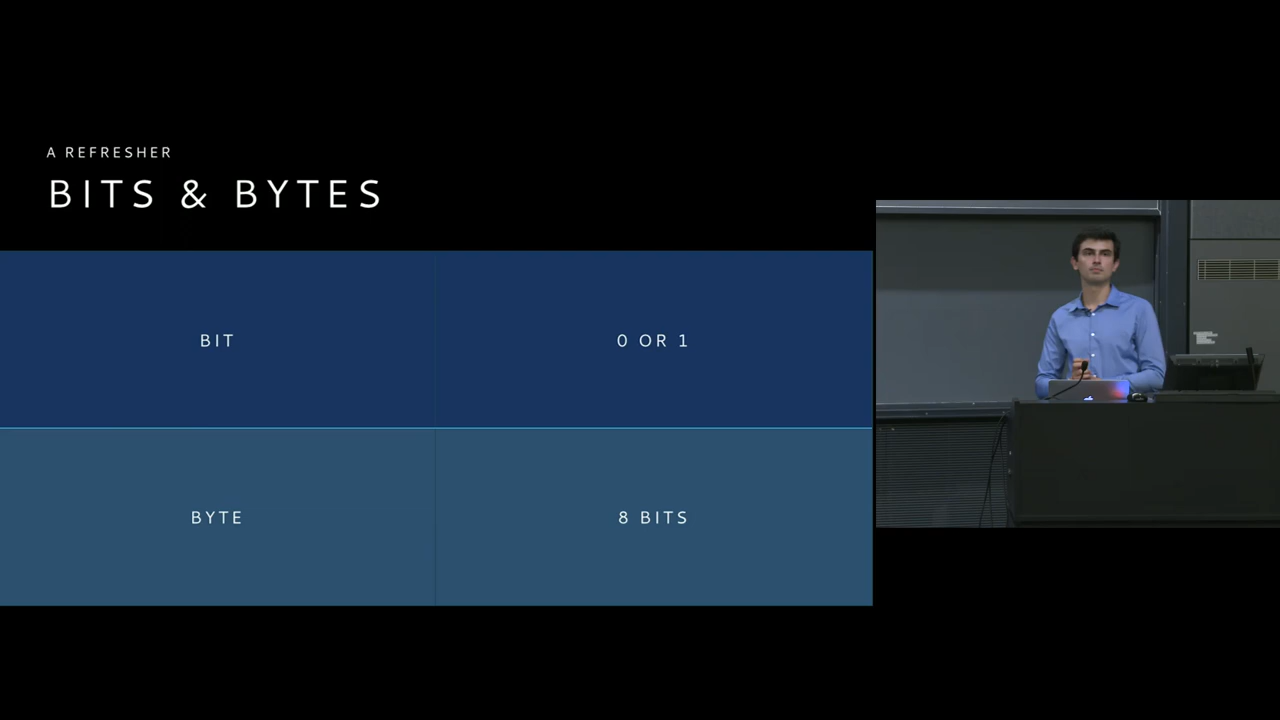 A REFRESHER
BITS & BYTES
BIT
0 OR 1
BYTE
8 BITS